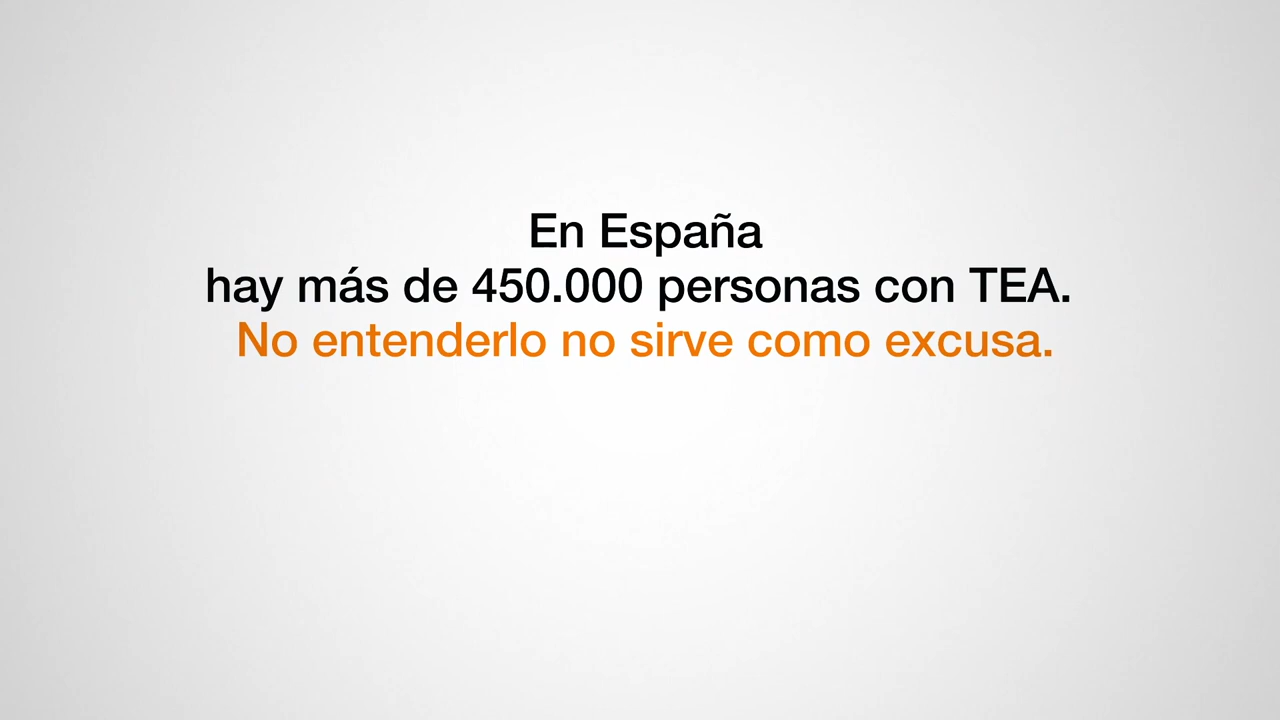 En España
hay más de 450.000 personas con TEA.
No entenderlo no sirve como excusa.